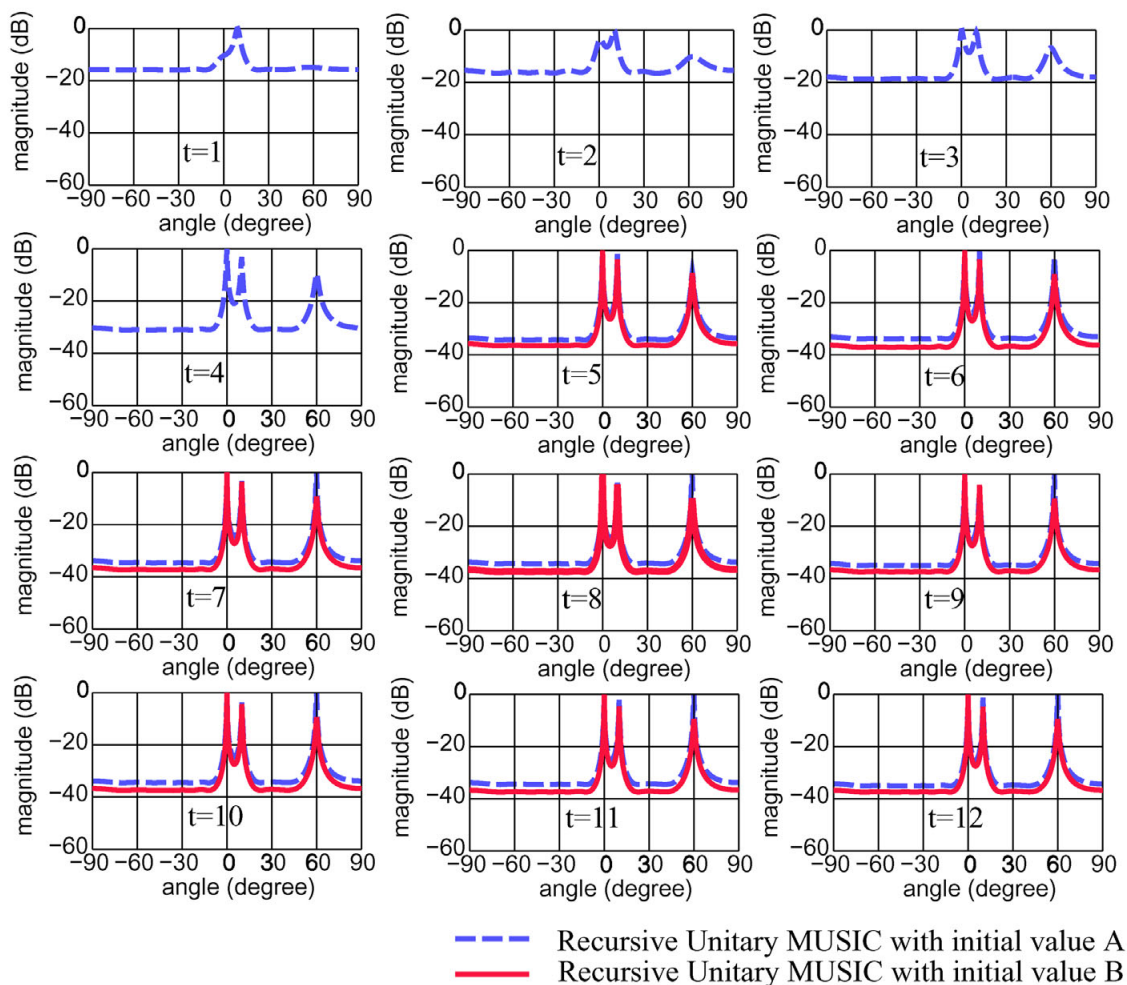 magnitude (dB)
0
−20
−40
−60
t=1
−90 −60 −30 0 30 60 90
angle (degree)
magnitude (dB)
0
−20
−40
−60
t=2
−90 −60 −30 0 30 60 90
angle (degree)
magnitude (dB)
0
−20
−40
−60
t=3
−90 −60 −30 0 30 60 90
angle (degree)
magnitude (dB)
0
−20
−40
−60
t=4
−90 −60 −30 0 30 60 90
angle (degree)
magnitude (dB)
0
−20
−40
−60
t=5
−90 −60 −30 0 30 60 90
angle (degree)
magnitude (dB)
0
−20
−40
−60
t=6
−90 −60 −30 0 30 60 90
angle (degree)
magnitude (dB)
0
−20
−40
−60
t=7
−90 −60 −30 0 30 60 90
angle (degree)
magnitude (dB)
0
−20
−40
−60
t=8
−90 −60 −30 0 30 60 90
angle (degree)
magnitude (dB)
0
−20
−40
−60
t=9
−90 −60 −30 0 30 60 90
angle (degree)
magnitude (dB)
0
−20
−40
−60
t=10
−90 −60 −30 0 30 60 90
angle (degree)
magnitude (dB)
0
−20
−40
−60
t=11
−90 −60 −30 0 30 60 90
angle (degree)
magnitude (dB)
0
−20
−40
−60
t=12
−90 −60 −30 0 30 60 90
angle (degree)
Recursive Unitary MUSIC with initial value A
Recursive Unitary MUSIC with initial value B